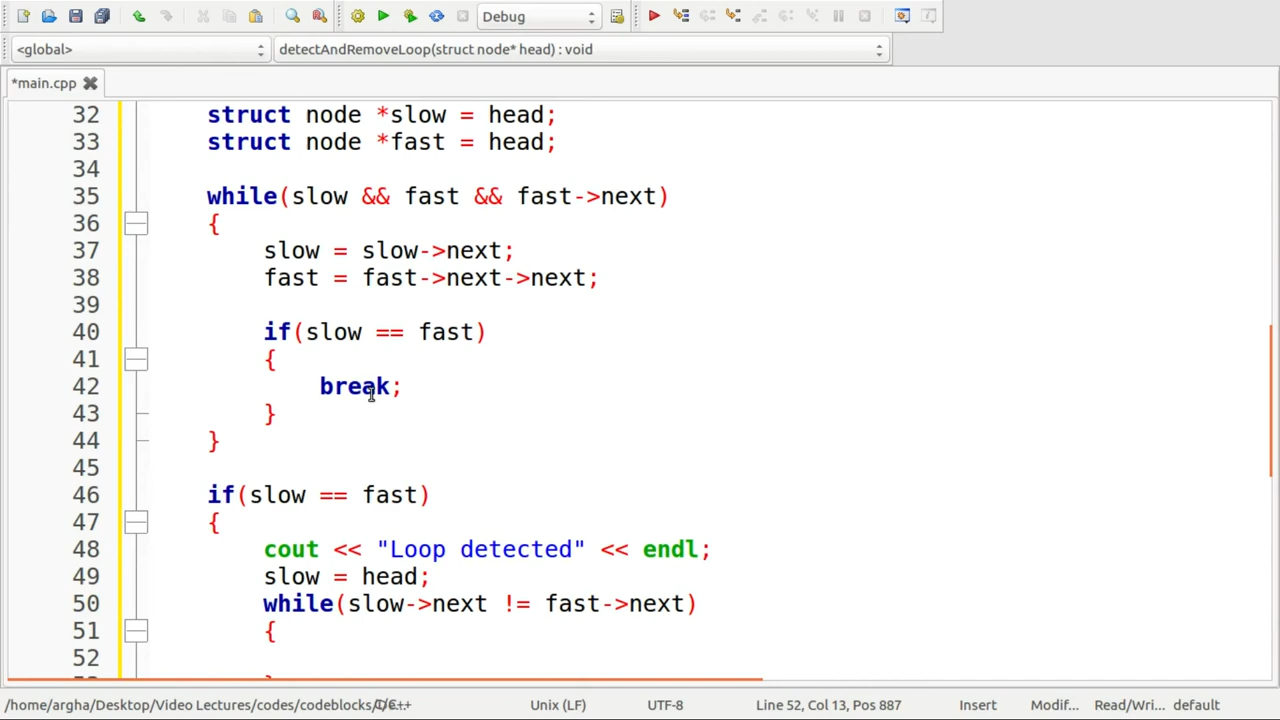 Debug
<global> detectAndRemoveLoop(struct node* head) : void
*main.cpp
32 struct node *slow = head;
33 struct node *fast = head;
34
35 while(slow && fast && fast->next)
36 {
37 slow = slow->next;
38 fast = fast->next->next;
39
40 if(slow == fast)
41 {
42 break;
43 }
44 }
45
46 if(slow == fast)
47 {
48 cout << "Loop detected" << endl;
49 slow = head;
50 while(slow->next != fast->next)
51 {
52
/home/argha/Desktop/Video Lectures/codes/codeblocks/ C/C++ Unix (LF) UTF-8 Line 52, Col 13, Pos 887 Insert Modif... Read/Wri... default